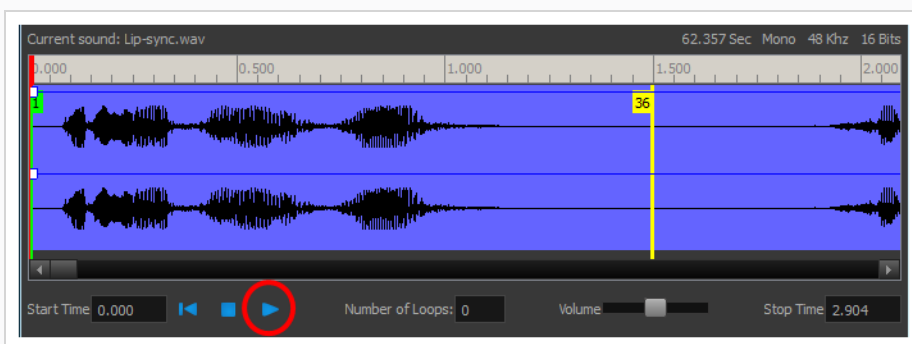 Current sound: Lip-sync.wav 62.357 Sec Mono 48 Khz 16 Bits
0.000 0.500 1.000 1.500 2.000
1 36
Start Time 0.000 Number of Loops: 0 Volume Stop Time 2.904